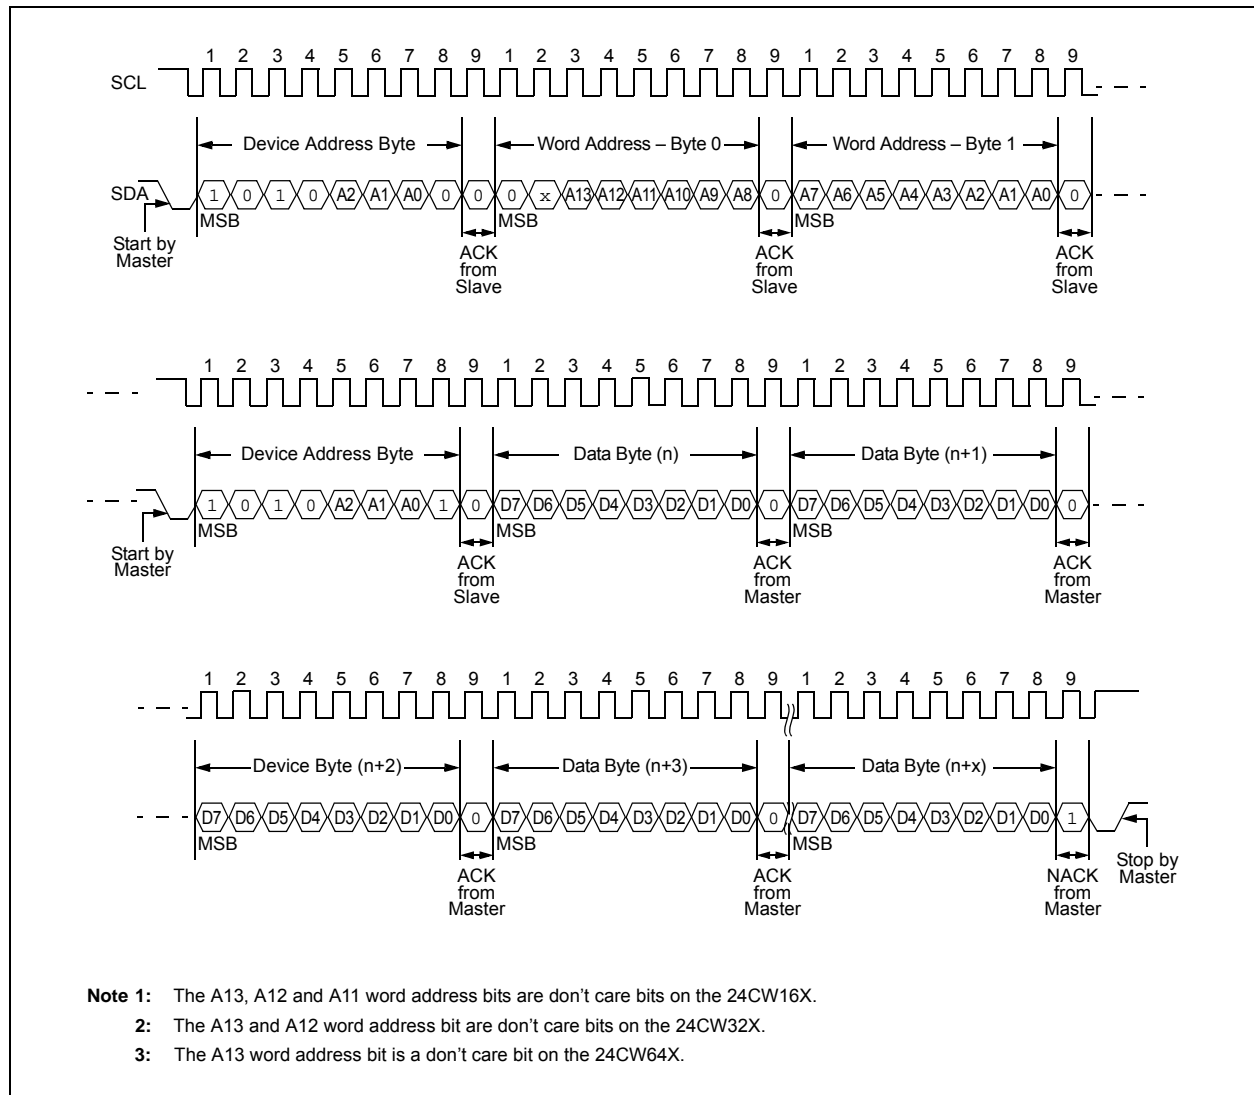 1 2 3 4 5 6 7 8 9 1 2 3 4 5 6 7 8 9 1 2 3 4 5 6 7 8 9
SCL
Device Address Byte Word Address – Byte 0 Word Address – Byte 1
SDA 1 0 1 0 A2 A1 A0 0 0 0 x A13 A12 A11 A10 A9 A8 0 A7 A6 A5 A4 A3 A2 A1 A0 0
MSB MSB MSB
Start by
Master
ACK
from
Slave
ACK
from
Slave
ACK
from
Slave
1 2 3 4 5 6 7 8 9 1 2 3 4 5 6 7 8 9 1 2 3 4 5 6 7 8 9
Device Address Byte Data Byte (n) Data Byte (n+1)
1 0 1 0 A2 A1 A0 1 0 D7 D6 D5 D4 D3 D2 D1 D0 0 D7 D6 D5 D4 D3 D2 D1 D0 0
MSB MSB MSB
Start by
Master
ACK
from
Slave
ACK
from
Master
ACK
from
Master
1 2 3 4 5 6 7 8 9 1 2 3 4 5 6 7 8 9 1 2 3 4 5 6 7 8 9
Device Byte (n+2) Data Byte (n+3) Data Byte (n+x)
D7 D6 D5 D4 D3 D2 D1 D0 0 D7 D6 D5 D4 D3 D2 D1 D0 0 D7 D6 D5 D4 D3 D2 D1 D0 1
MSB MSB MSB
ACK
from
Master
ACK
from
Master
NACK
from
Master
Stop by
Master
Note 1: The A13, A12 and A11 word address bits are don’t care bits on the 24CW16X.
2: The A13 and A12 word address bit are don’t care bits on the 24CW32X.
3: The A13 word address bit is a don’t care bit on the 24CW64X.